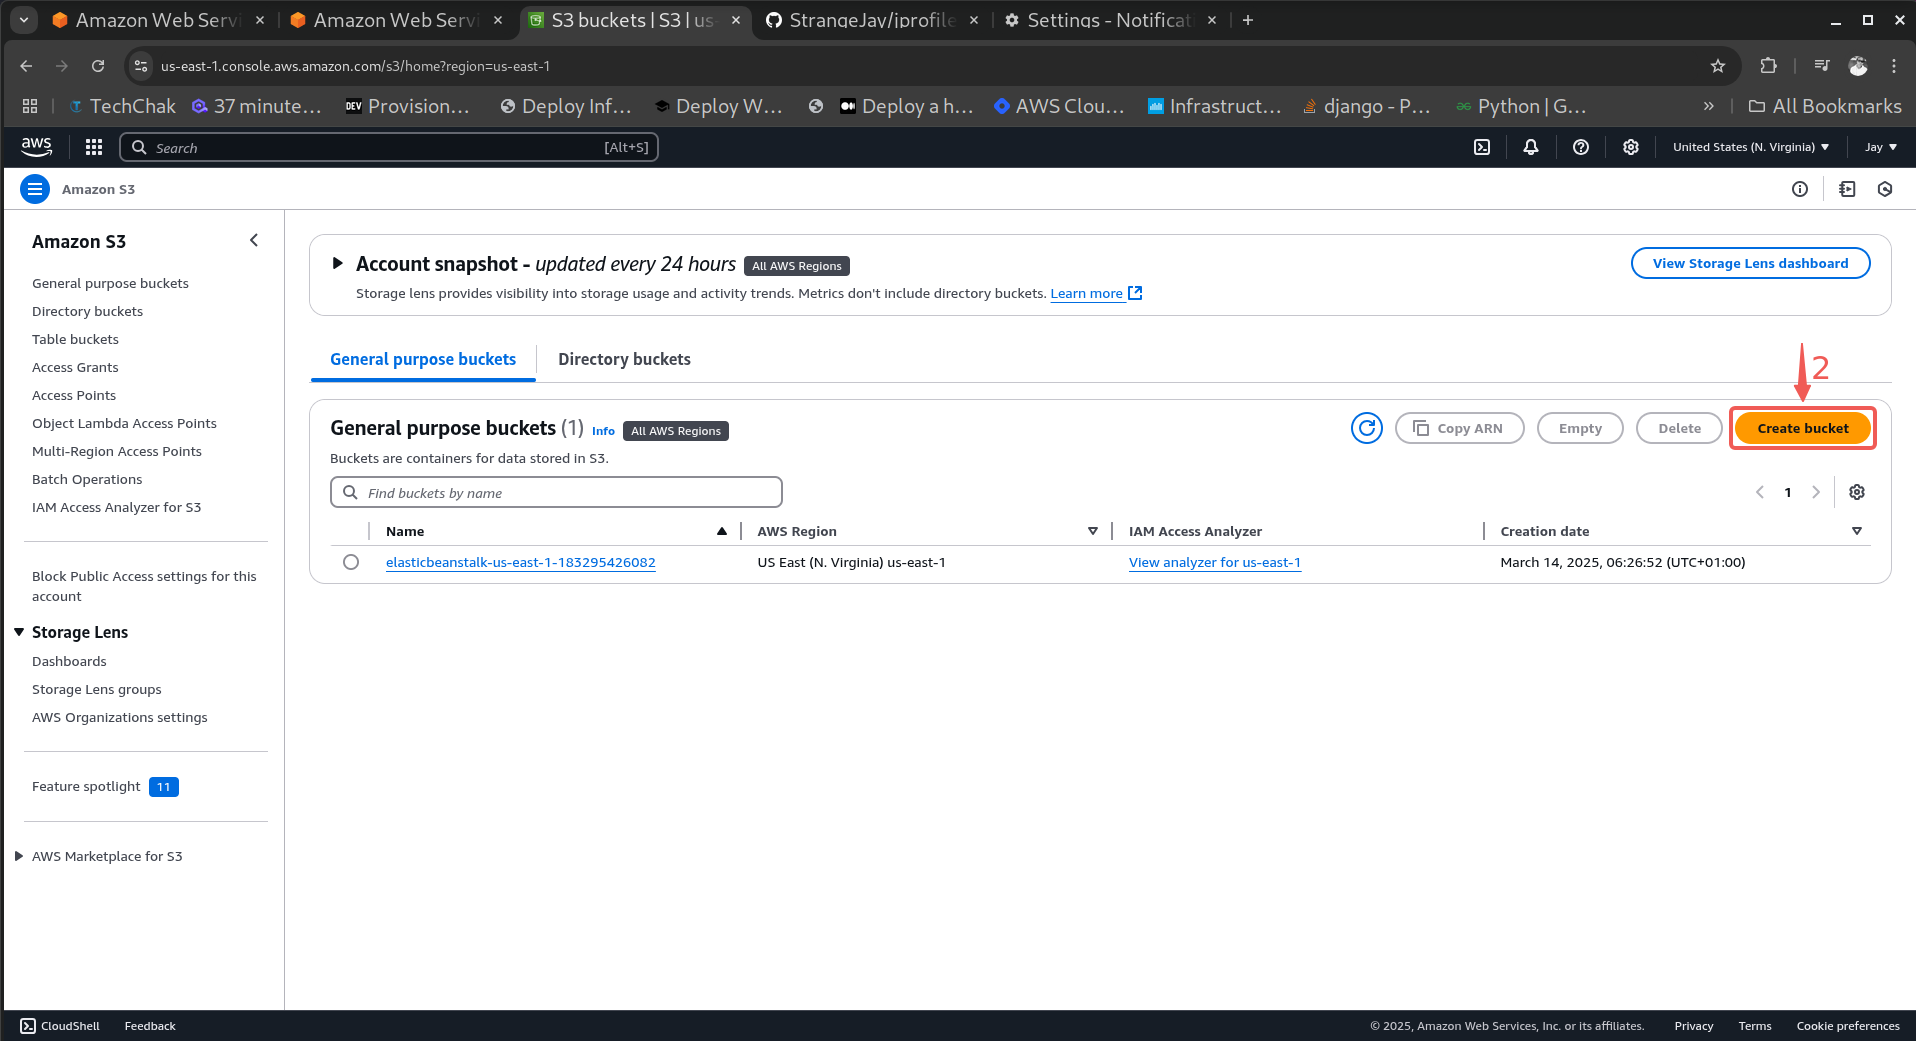 Amazon Web Servi
Amazon Web Servi
S3 buckets | S3 | us-
StrangeJay/jprofile
Settings - Notificati
us-east-1.console.aws.amazon.com/s3/home?region=us-east-1
TechChak
37 minute...
DEV Provision...
Deploy Inf...
Deploy W...
Deploy a h...
AWS Clou...
Infrastruct...
django - P...
Python | G...
» All Bookmarks
aws
Search
[Alt+S]
United States (N. Virginia)
Jay
Amazon S3
Amazon S3
General purpose buckets
Directory buckets
Table buckets
Access Grants
Access Points
Object Lambda Access Points
Multi-Region Access Points
Batch Operations
IAM Access Analyzer for S3
Block Public Access settings for this
account
Storage Lens
Dashboards
Storage Lens groups
AWS Organizations settings
Feature spotlight 11
AWS Marketplace for S3
Account snapshot - updated every 24 hours All AWS Regions
View Storage Lens dashboard
Storage lens provides visibility into storage usage and activity trends. Metrics don't include directory buckets. Learn more
General purpose buckets
Directory buckets
2
General purpose buckets (1) Info All AWS Regions
Copy ARN
Empty
Delete
Create bucket
Buckets are containers for data stored in S3.
Find buckets by name
1
Name
AWS Region
IAM Access Analyzer
Creation date
elasticbeanstalk-us-east-1-183295426082
US East (N. Virginia) us-east-1
View analyzer for us-east-1
March 14, 2025, 06:26:52 (UTC+01:00)
CloudShell
Feedback
© 2025, Amazon Web Services, Inc. or its affiliates.
Privacy
Terms
Cookie preferences